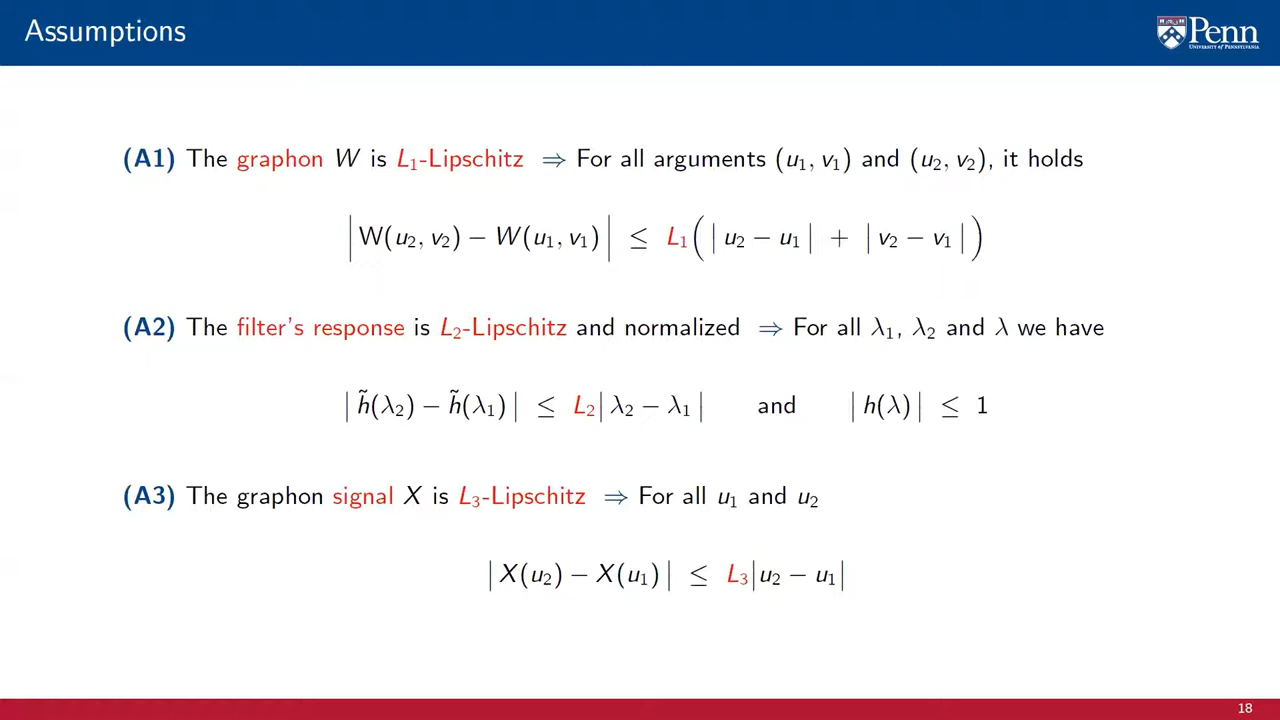 Assumptions
Penn
UNIVERSITY OF PENNSYLVANIA
(A1) The graphon W is L₁-Lipschitz ⇒ For all arguments (u₁, v₁) and (u₂, v₂), it holds
|W(u₂, v₂) − W(u₁, v₁)| ≤ L₁(|u₂ − u₁| + |v₂ − v₁|)
(A2) The filter's response is L₂-Lipschitz and normalized ⇒ For all λ₁, λ₂ and λ we have
|h̃(λ₂) − h̃(λ₁)| ≤ L₂|λ₂ − λ₁| and |h(λ)| ≤ 1
(A3) The graphon signal X is L₃-Lipschitz ⇒ For all u₁ and u₂
|X(u₂) − X(u₁)| ≤ L₃|u₂ − u₁|
18